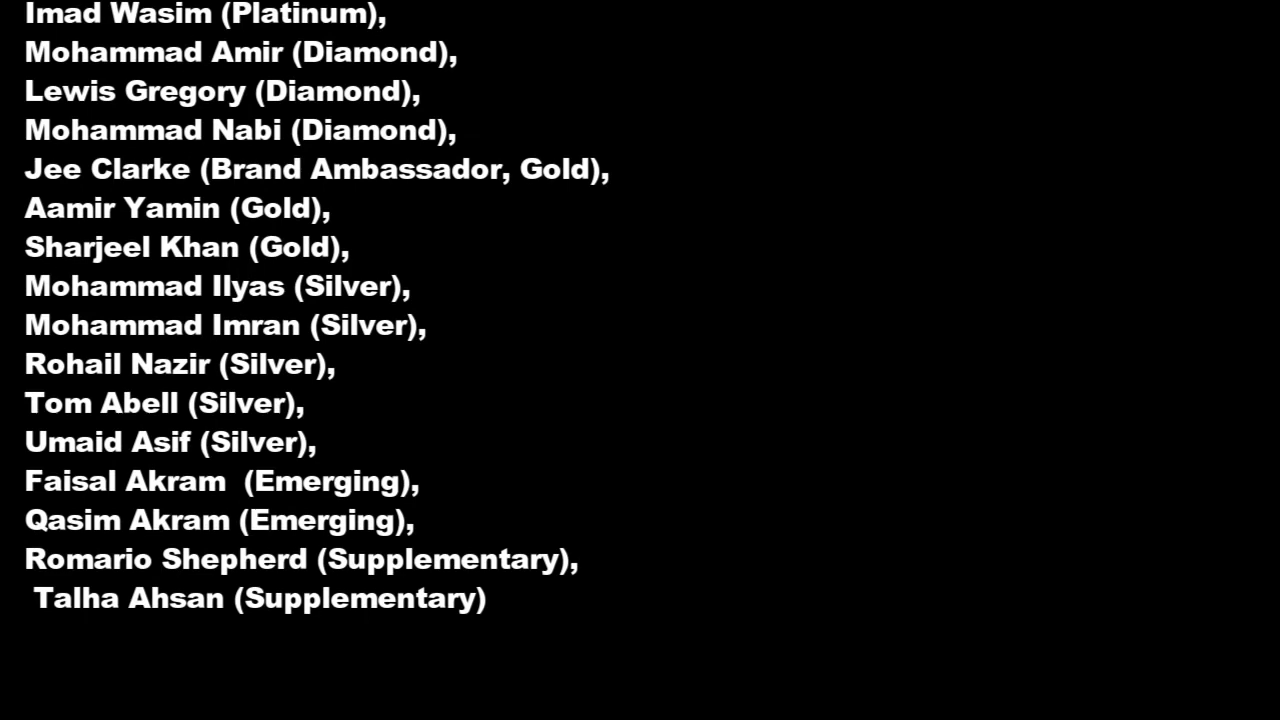 Imad Wasim (Platinum),
Mohammad Amir (Diamond),
Lewis Gregory (Diamond),
Mohammad Nabi (Diamond),
Jee Clarke (Brand Ambassador, Gold),
Aamir Yamin (Gold),
Sharjeel Khan (Gold),
Mohammad Ilyas (Silver),
Mohammad Imran (Silver),
Rohail Nazir (Silver),
Tom Abell (Silver),
Umaid Asif (Silver),
Faisal Akram  (Emerging),
Qasim Akram (Emerging),
Romario Shepherd (Supplementary),
Talha Ahsan (Supplementary)